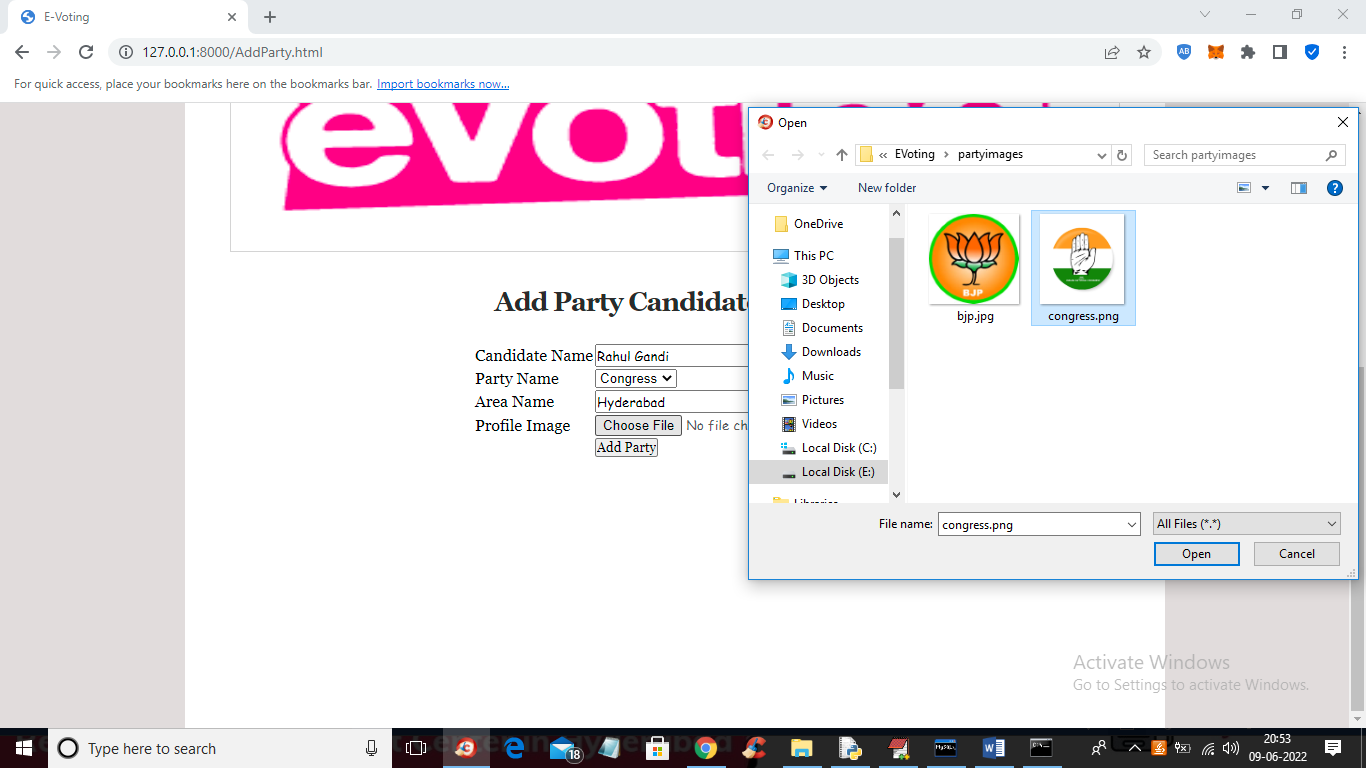 E-Voting
127.0.0.1:8000/AddParty.html
For quick access, place your bookmarks here on the bookmarks bar. Import bookmarks now...
Open
« EVoting › partyimages
Search partyimages
Organize
New folder
OneDrive
This PC
3D Objects
Desktop
Documents
Downloads
Music
Pictures
Videos
Local Disk (C:)
Local Disk (E:)
Libraries
BJP
bjp.jpg
congress.png
File name: congress.png
All Files (*.*)
Open
Cancel
Add Party Candidate
Candidate Name Rahul Gandi
Party Name Congress
Area Name Hyderabad
Profile Image Choose File No file ch
Add Party
Activate Windows
Go to Settings to activate Windows.
Type here to search
18
MySQL
20:53
09-06-2022